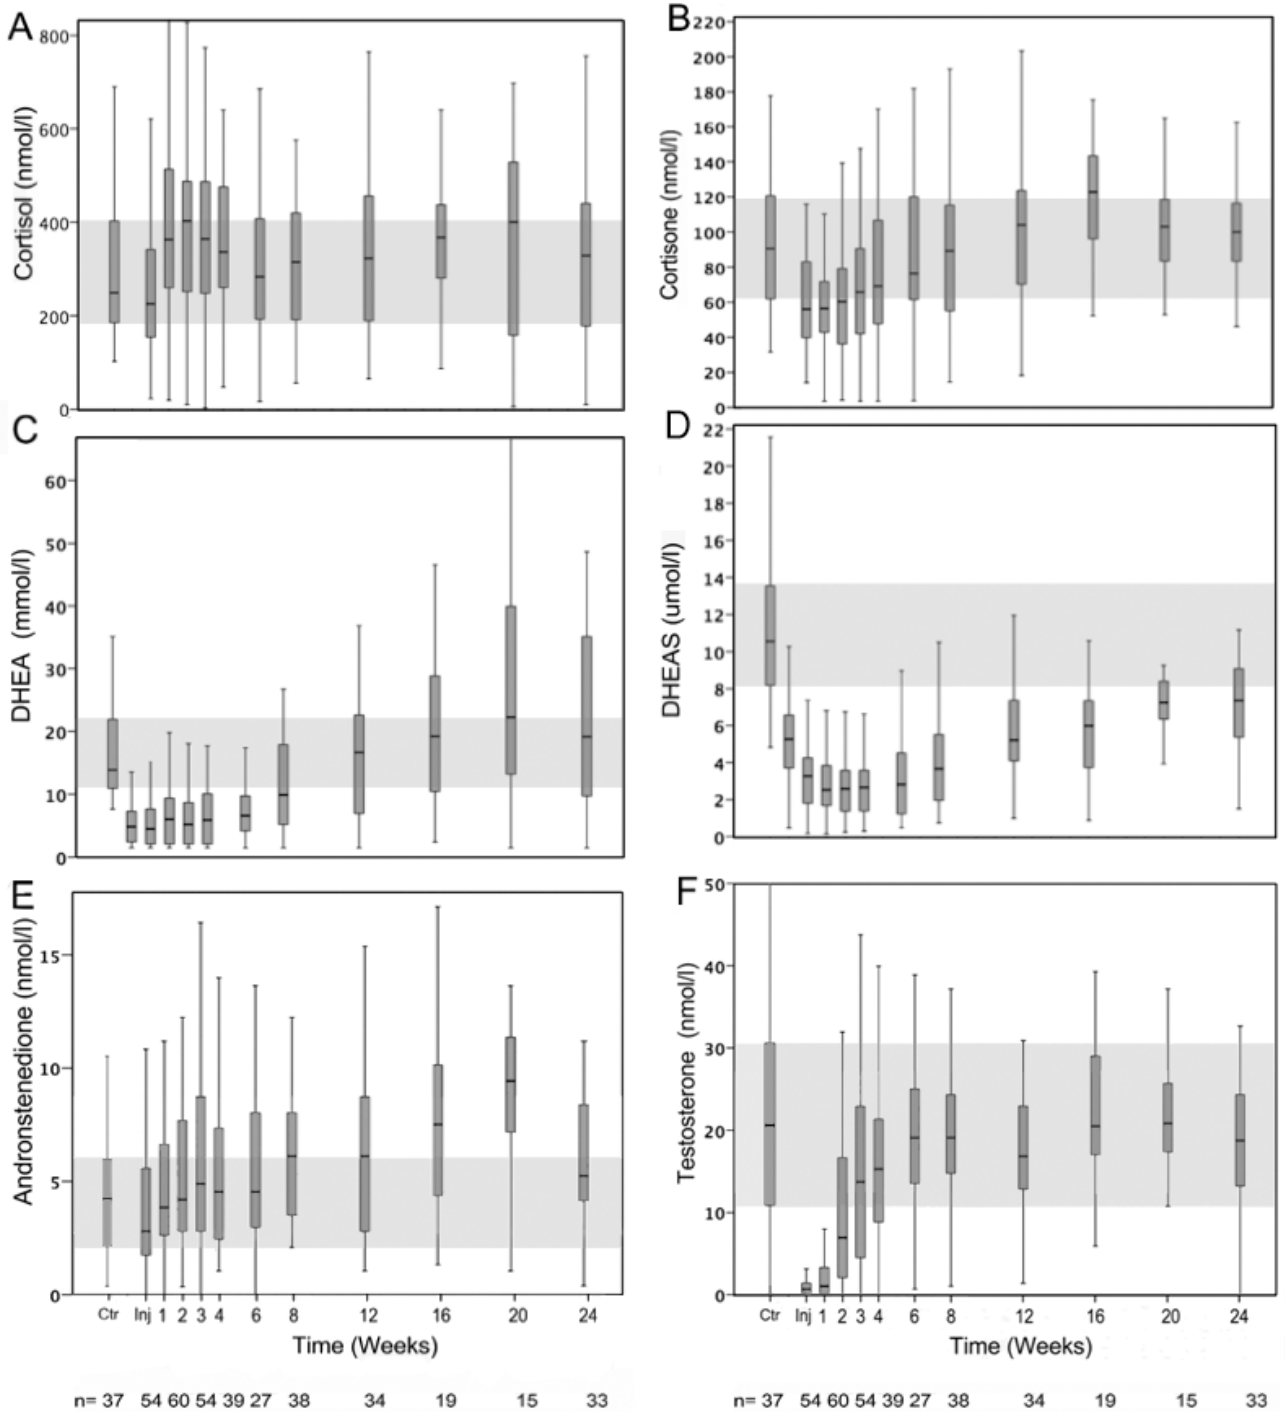 A
B
Cortisol (nmol/l)
800
600
400
200
0
Cortisone (nmol/l)
220
200
180
160
140
120
100
80
60
40
20
0
C
D
DHEA (mmol/l)
60
50
40
30
20
10
0
DHEAS (umol/l)
22
20
18
16
14
12
10
8
6
4
2
0
E
F
Andronstenedione (nmol/l)
15
10
5
0
Testosterone (nmol/l)
50
40
30
20
10
0
Ctr Inj 1 2 3 4 6 8 12 16 20 24
Ctr Inj 1 2 3 4 6 8 12 16 20 24
Time (Weeks)
Time (Weeks)
n= 37 54 60 54 39 27 38 34 19 15 33
n= 37 54 60 54 39 27 38 34 19 15 33